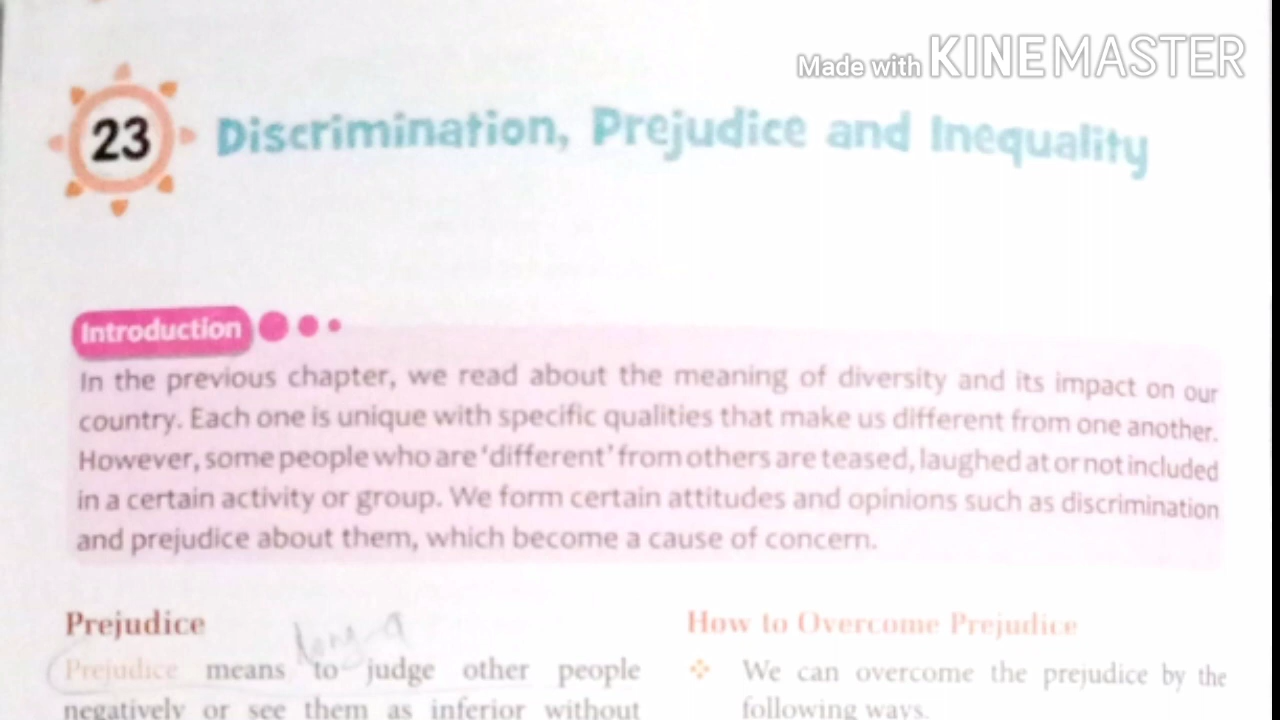 Made with KINEMASTER
23 Discrimination, Prejudice and Inequality
Introduction
In the previous chapter, we read about the meaning of diversity and its impact on our
country. Each one is unique with specific qualities that make us different from one another.
However, some people who are 'different' from others are teased, laughed at or not included
in a certain activity or group. We form certain attitudes and opinions such as discrimination
and prejudice about them, which become a cause of concern.
Prejudice
Prejudice means to judge other people
negatively or see them as inferior without
How to Overcome Prejudice
❖ We can overcome the prejudice by the
following ways.